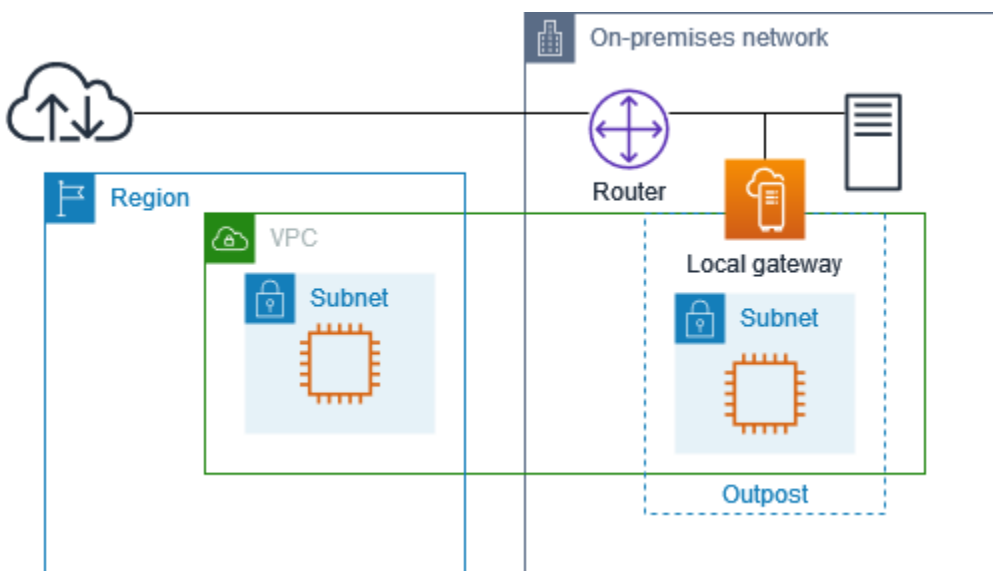 On-premises network
Router
Region
VPC
Local gateway
Subnet
Subnet
Outpost